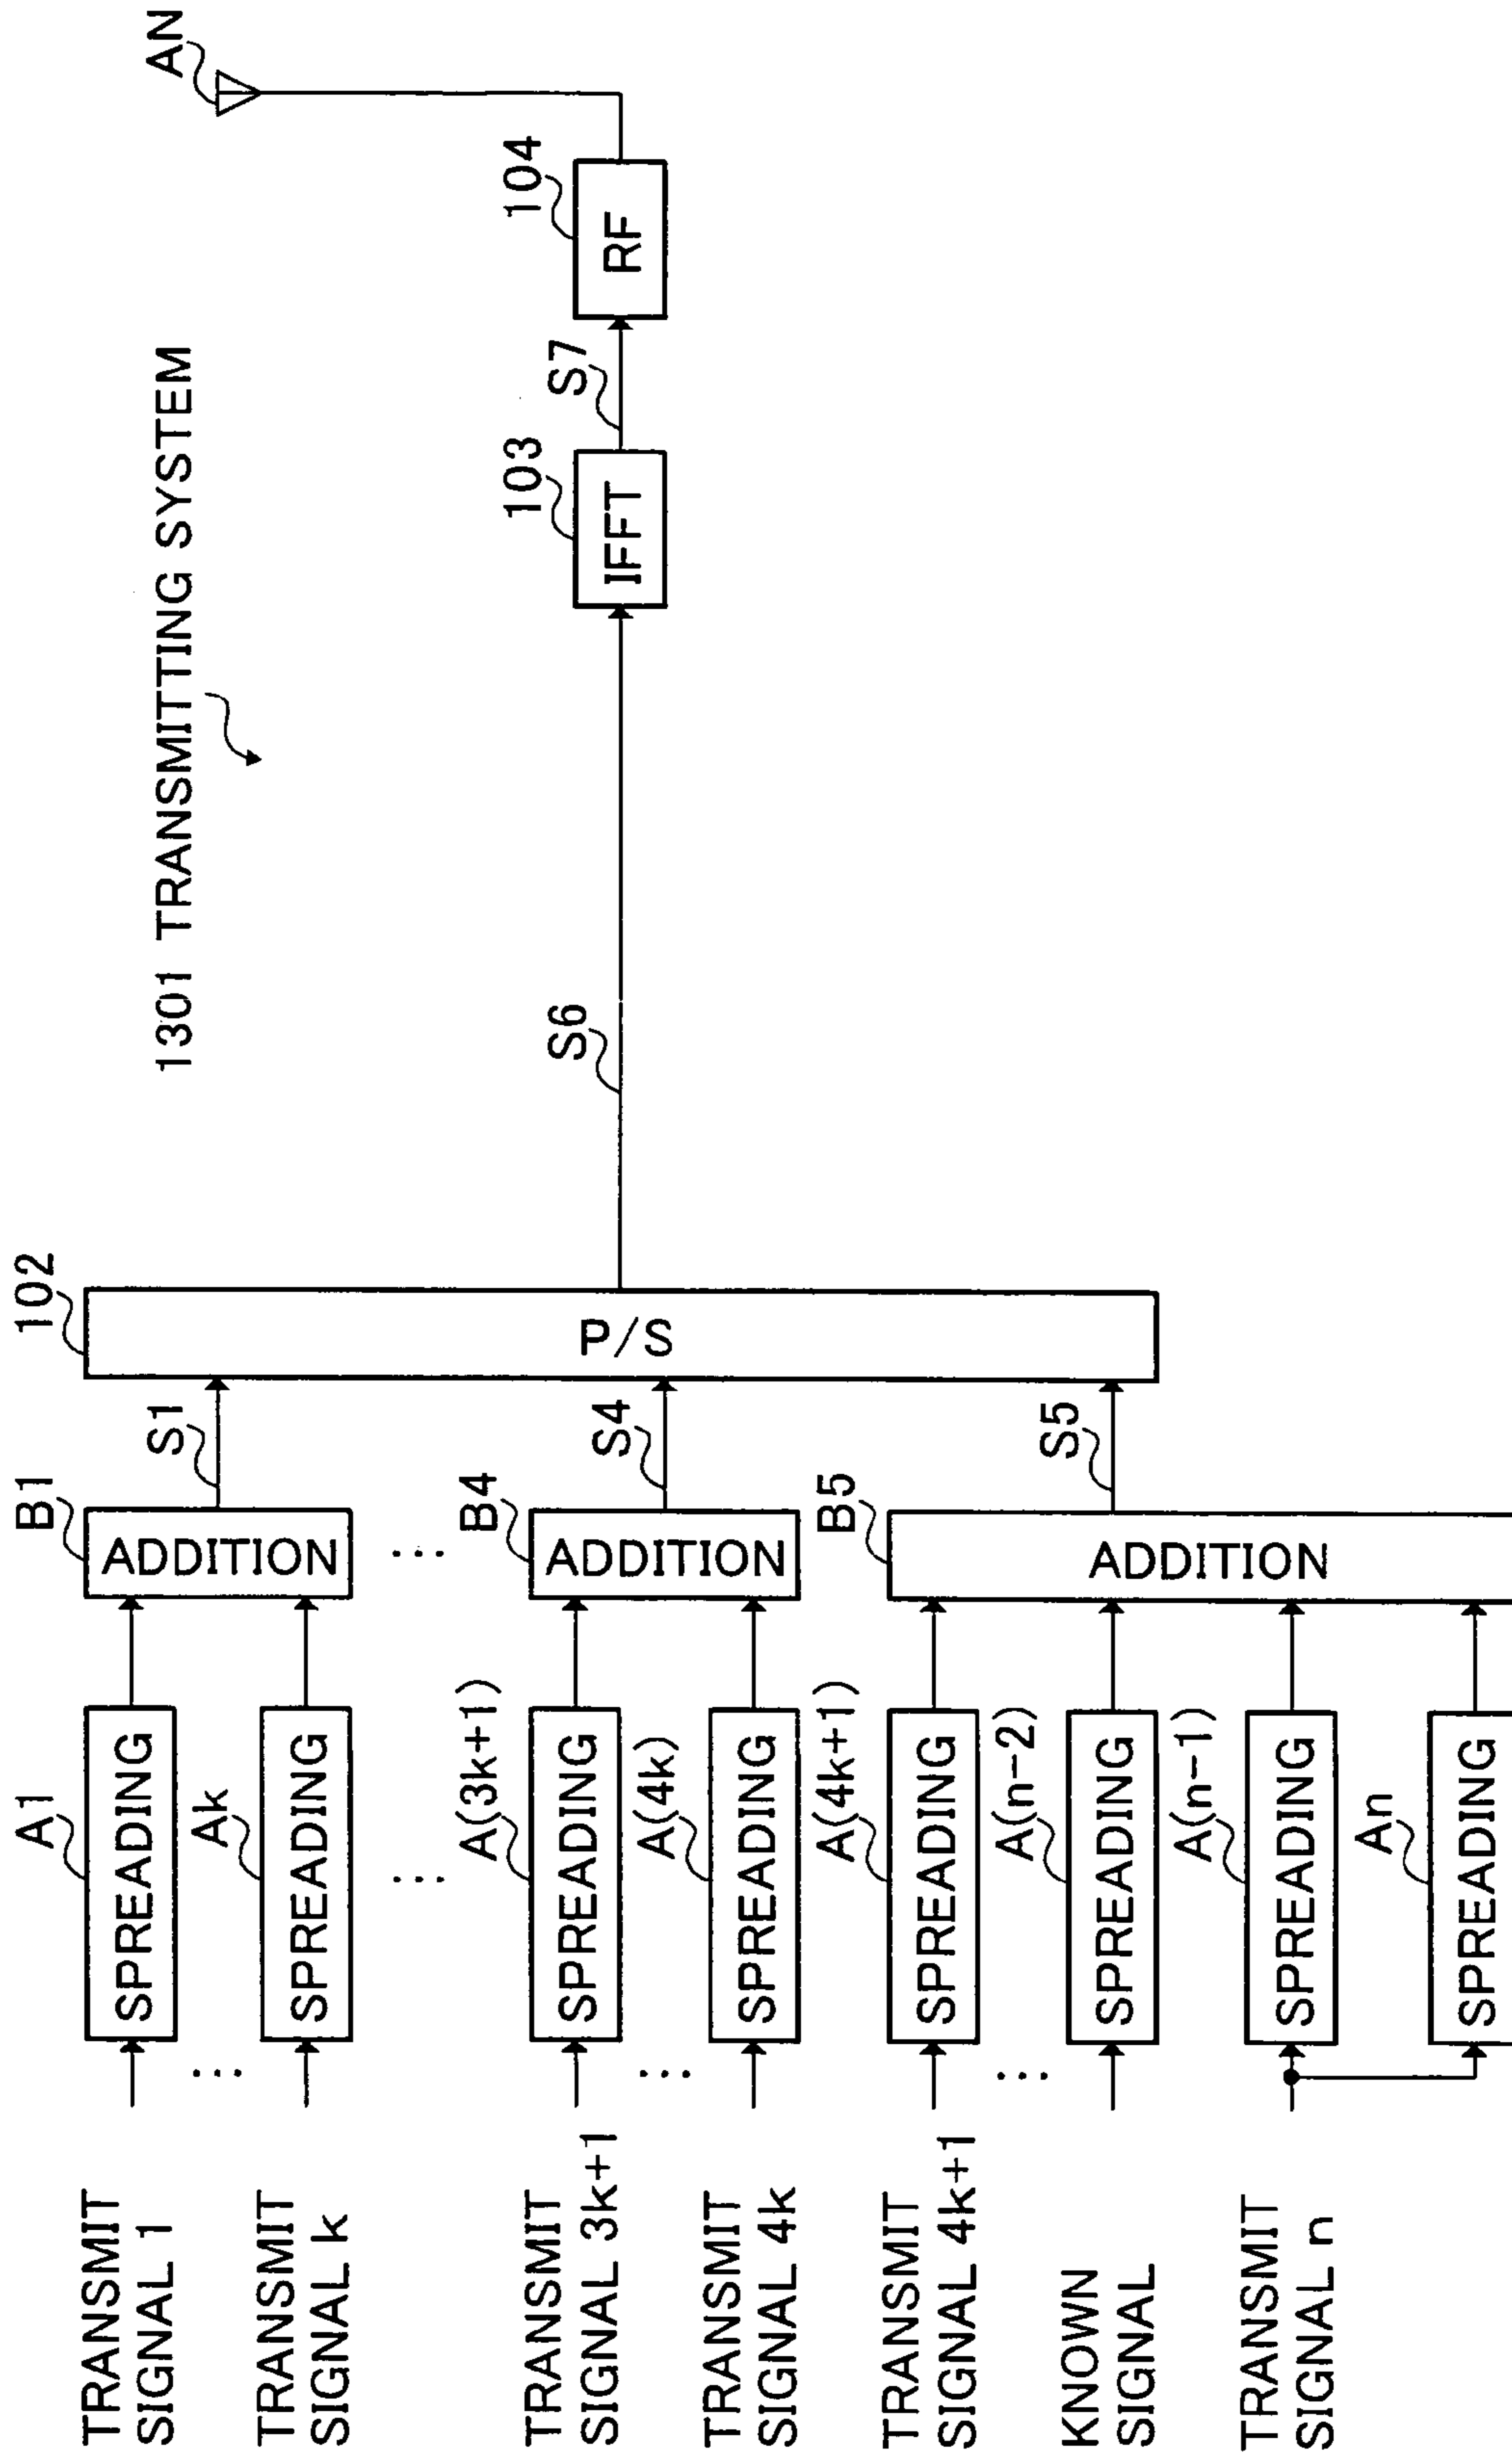 1301 TRANSMITTING SYSTEM
AN
TRANSMIT
SIGNAL 1
A1
SPREADING
B1
ADDITION
S1
102
P/S
TRANSMIT
SIGNAL k
Ak
SPREADING
...
...
...
S6
103
IFFT
S7
104
RF
TRANSMIT
SIGNAL 3k+1
A(3k+1)
SPREADING
B4
ADDITION
S4
...
TRANSMIT
SIGNAL 4k
A(4k)
SPREADING
TRANSMIT
SIGNAL 4k+1
A(4k+1)
SPREADING
B5
ADDITION
S5
...
KNOWN
SIGNAL
A(n-2)
SPREADING
TRANSMIT
SIGNAL n
A(n-1)
SPREADING
An
SPREADING